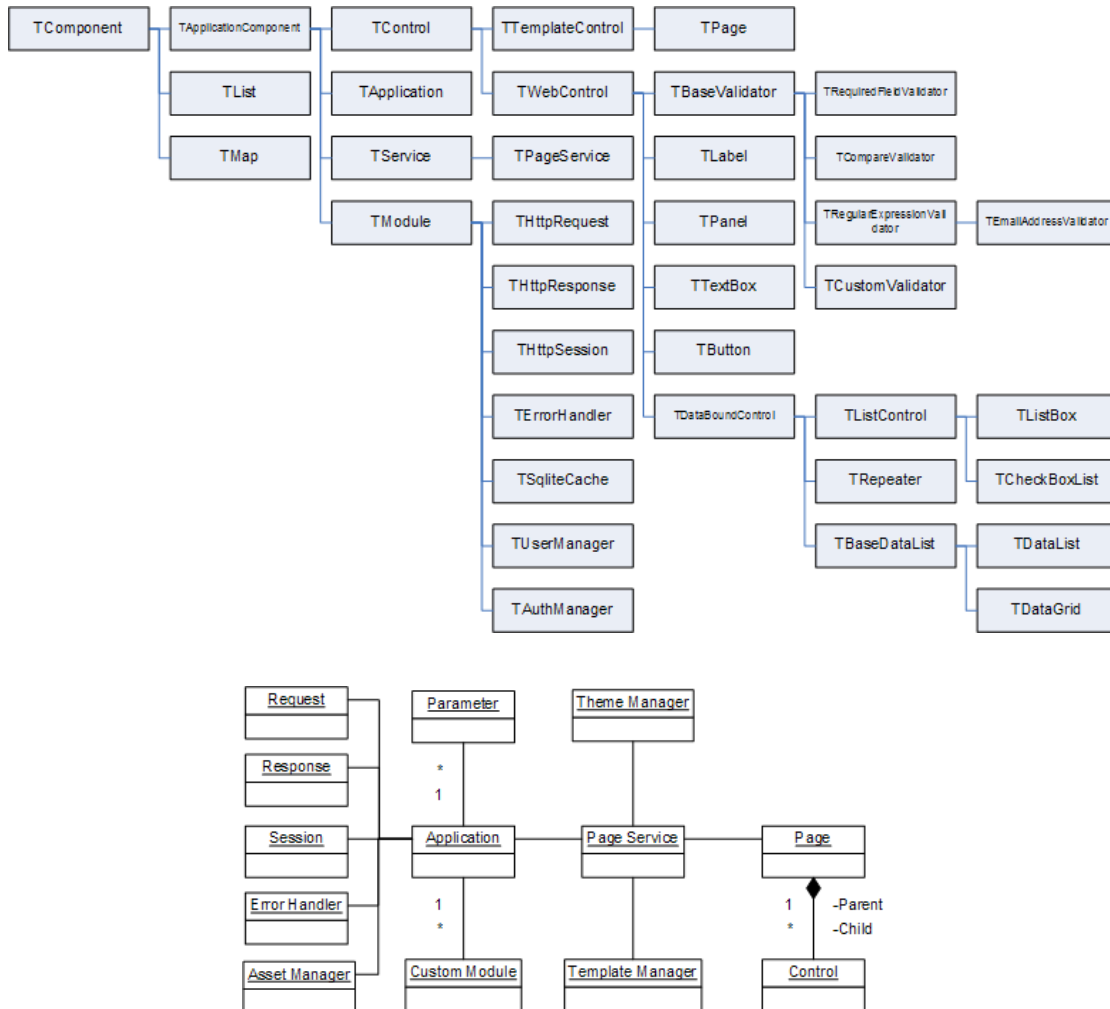 TComponent
TApplicationComponent
TControl
TTemplateControl
TPage
TList
TApplication
TWebControl
TBaseValidator
TRequiredFieldValidator
TMap
TService
TPageService
TLabel
TCompareValidator
TModule
THttpRequest
TPanel
TRegularExpressionVali
dator
TEmailAddressValidator
THttpResponse
TTextBox
TCustomValidator
THttpSession
TButton
TErrorHandler
TDataBoundControl
TListControl
TListBox
TSqliteCache
TRepeater
TCheckBoxList
TUserManager
TBaseDataList
TDataList
TAuthManager
TDataGrid
Request
Parameter
Theme Manager
Response
*
1
Session
Application
Page Service
Page
Error Handler
1
*
1
-Parent
*
-Child
Asset Manager
Custom Module
Template Manager
Control